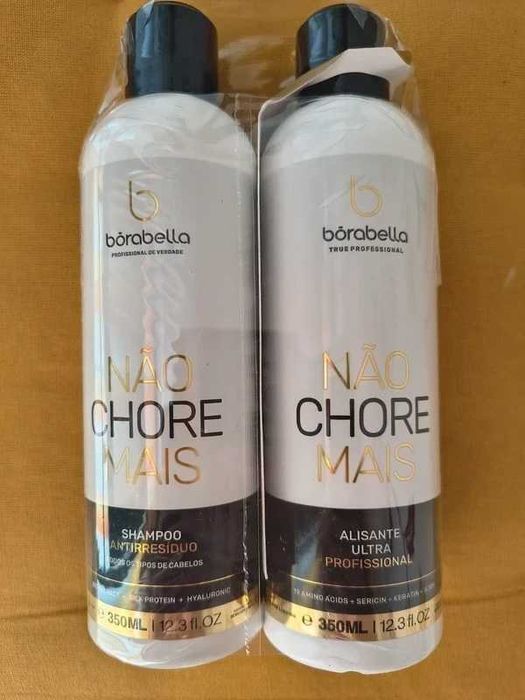 bōrabella
PROFISSIONAL DE VERDADE
NÃO
CHORE
MAIS
SHAMPOO
ANTIRRESÍDUO
OS TIPOS DE CABELOS
PROTEIN + HYALURONIC
e 350ML | 12.3 fl.OZ
bōrabella
TRUE PROFESSIONAL
NÃO
CHORE
MAIS
ALISANTE
ULTRA
PROFISSIONAL
AMINO ACIDS + SERICIN + KERATIN +
e 350ML | 12.3 fl.OZ